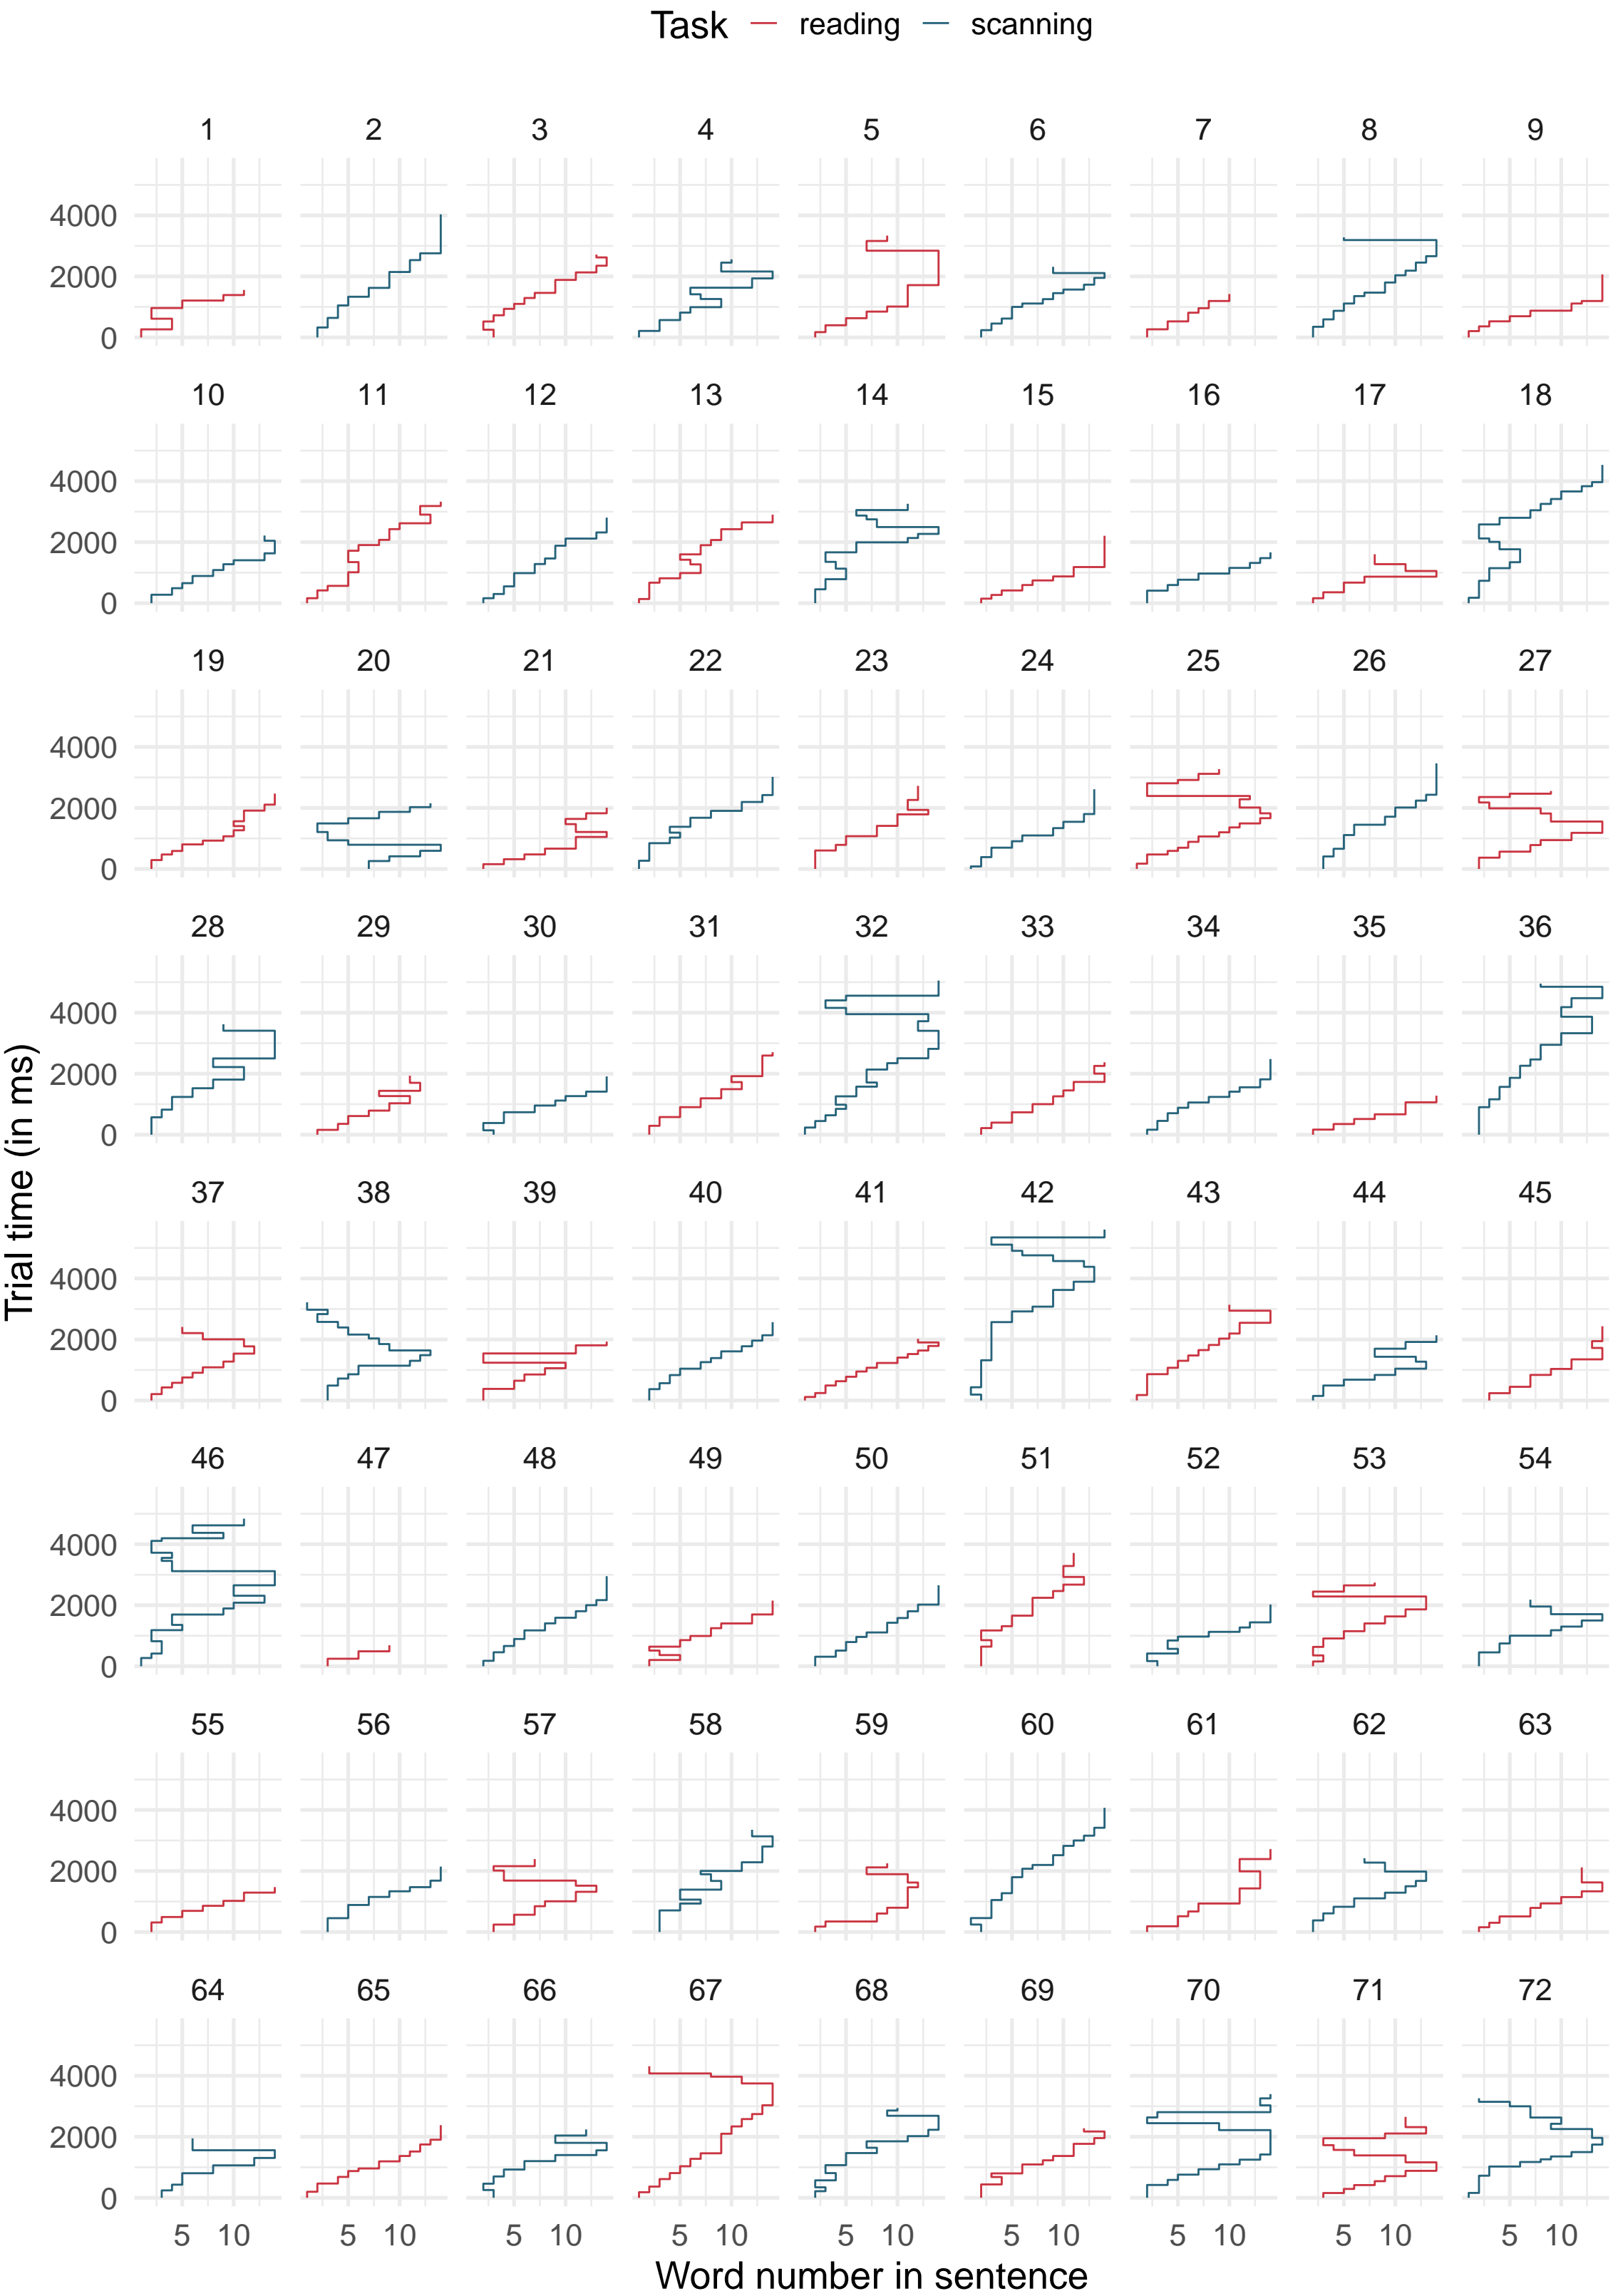 Task reading scanning
1 2 3 4 5 6 7 8 9
4000
2000
0
10 11 12 13 14 15 16 17 18
4000
2000
0
19 20 21 22 23 24 25 26 27
4000
2000
0
28 29 30 31 32 33 34 35 36
4000
2000
0
37 38 39 40 41 42 43 44 45
4000
2000
0
46 47 48 49 50 51 52 53 54
4000
2000
0
55 56 57 58 59 60 61 62 63
4000
2000
0
64 65 66 67 68 69 70 71 72
4000
2000
0
5 10 5 10 5 10 5 10 5 10 5 10 5 10 5 10 5 10
Word number in sentence
Trial time (in ms)